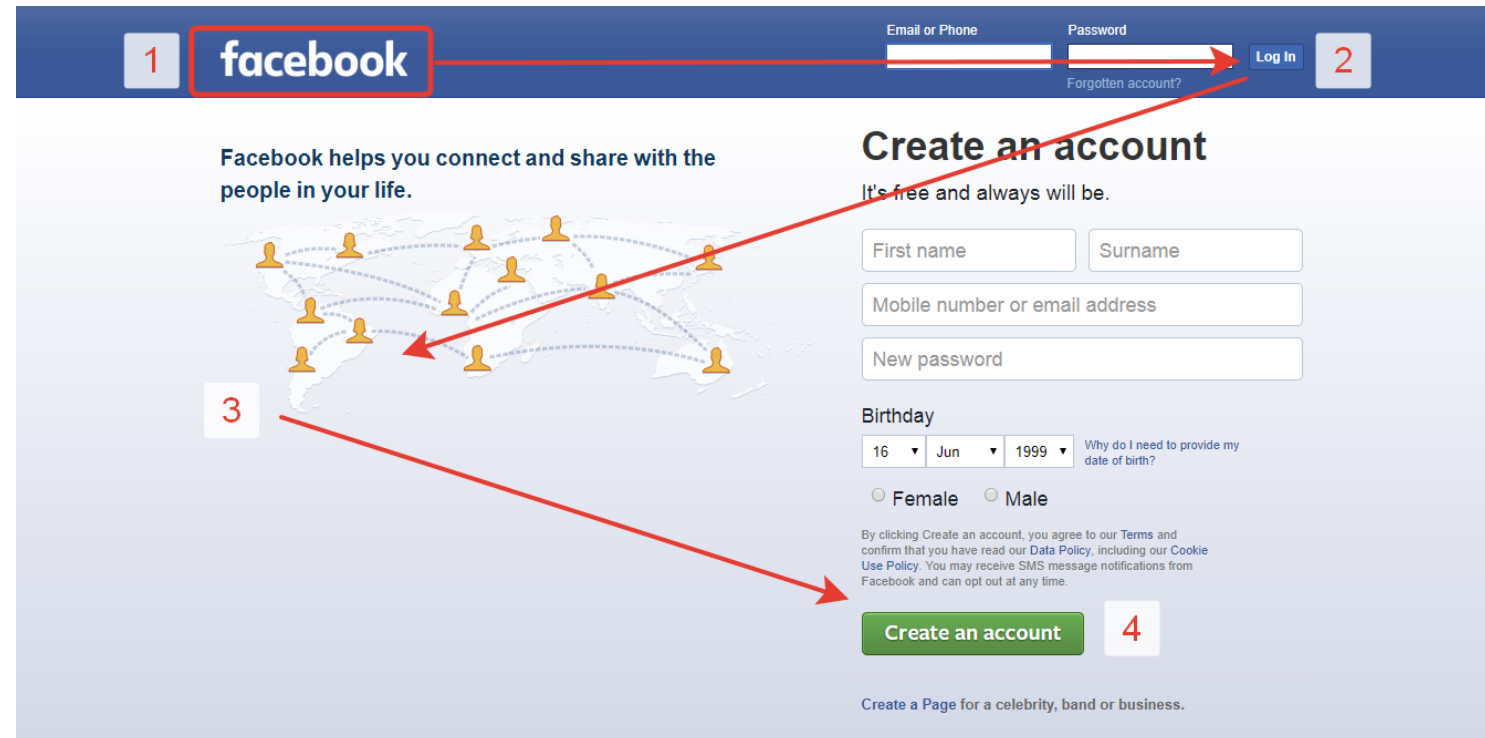 1
facebook
Email or Phone
Password
Log In
2
Forgotten account?
Facebook helps you connect and share with the
people in your life.
3
Create an account
It's free and always will be.
First name
Surname
Mobile number or email address
New password
Birthday
16
Jun
1999
Why do I need to provide my
date of birth?
Female
Male
By clicking Create an account, you agree to our Terms and
confirm that you have read our Data Policy, including our Cookie
Use Policy. You may receive SMS message notifications from
Facebook and can opt out at any time.
Create an account
4
Create a Page for a celebrity, band or business.